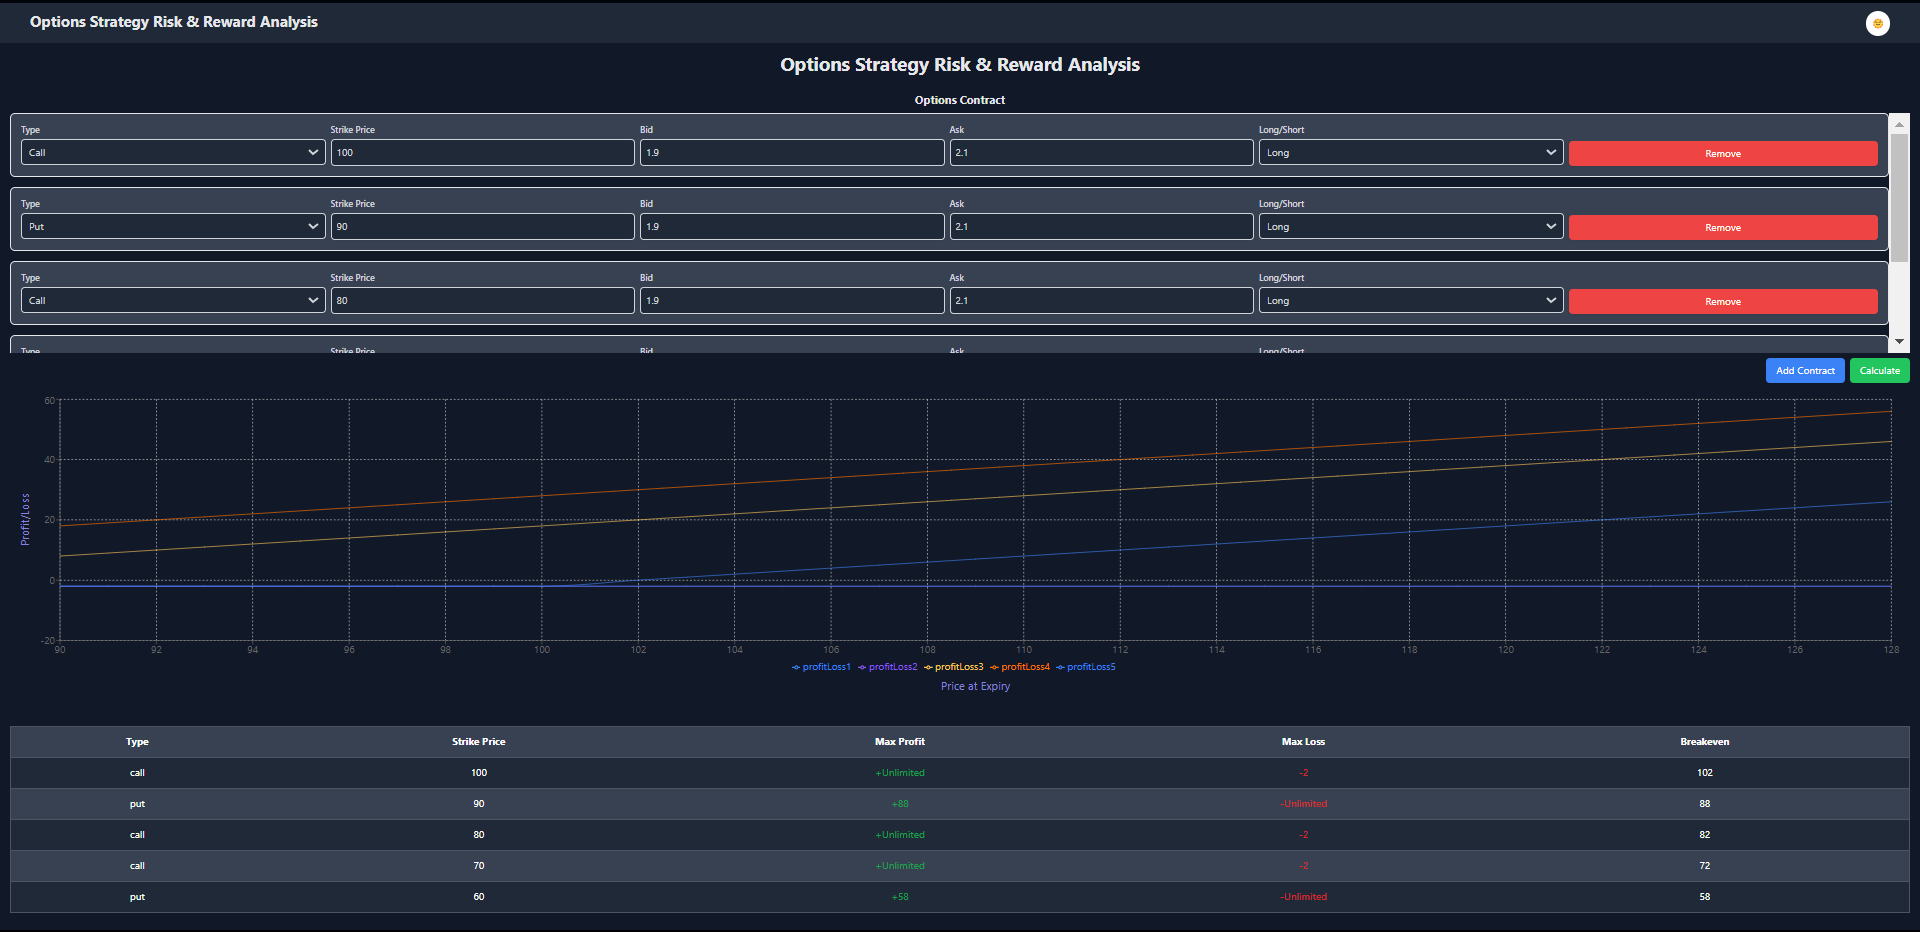 Options Strategy Risk & Reward Analysis
Options Strategy Risk & Reward Analysis
Options Contract
Type Strike Price Bid Ask Long/Short
Call 100 1.9 2.1 Long Remove
Type Strike Price Bid Ask Long/Short
Put 90 1.9 2.1 Long Remove
Type Strike Price Bid Ask Long/Short
Call 80 1.9 2.1 Long Remove
Type Strike Price Bid Ask Long/Short
Add Contract Calculate
60
40
20
0
-20
Profit/Loss
90 92 94 96 98 100 102 104 106 108 110 112 114 116 118 120 122 124 126 128
profitLoss1 profitLoss2 profitLoss3 profitLoss4 profitLoss5
Price at Expiry
Type Strike Price Max Profit Max Loss Breakeven
call 100 +Unlimited -2 102
put 90 +88 -Unlimited 88
call 80 +Unlimited -2 82
call 70 +Unlimited -2 72
put 60 +58 -Unlimited 58